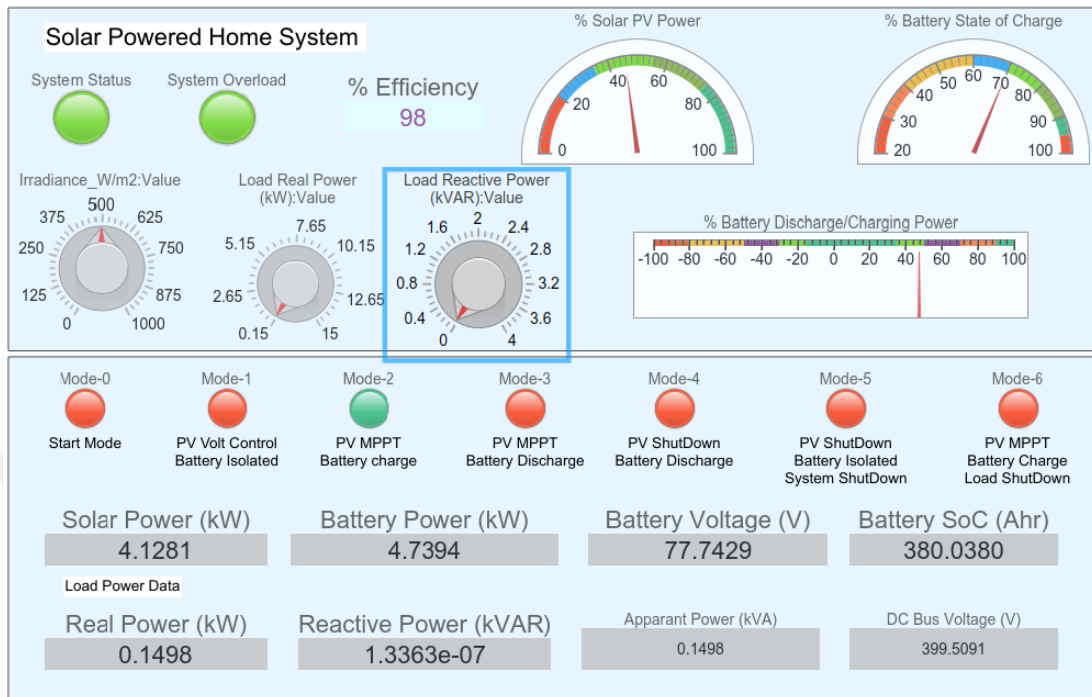 Solar Powered Home System
% Solar PV Power
% Battery State of Charge
System Status
System Overload
% Efficiency
98
0
20
40
60
80
100
20
30
40
50
60
70
80
90
100
Irradiance_W/m2:Value
0
125
250
375
500
625
750
875
1000
Load Real Power
(kW):Value
0.15
2.65
5.15
7.65
10.15
12.65
15
Load Reactive Power
(kVAR):Value
0
0.4
0.8
1.2
1.6
2
2.4
2.8
3.2
3.6
4
% Battery Discharge/Charging Power
-100 -80 -60 -40 -20 0 20 40 60 80 100
Mode-0
Start Mode
Mode-1
PV Volt Control
Battery Isolated
Mode-2
PV MPPT
Battery charge
Mode-3
PV MPPT
Battery Discharge
Mode-4
PV ShutDown
Battery Discharge
Mode-5
PV ShutDown
Battery Isolated
System ShutDown
Mode-6
PV MPPT
Battery Charge
Load ShutDown
Solar Power (kW)
4.1281
Battery Power (kW)
4.7394
Battery Voltage (V)
77.7429
Battery SoC (Ahr)
380.0380
Load Power Data
Real Power (kW)
0.1498
Reactive Power (kVAR)
1.3363e-07
Apparant Power (kVA)
0.1498
DC Bus Voltage (V)
399.5091